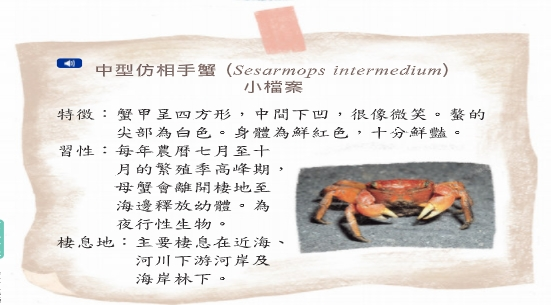 中型仿相手蟹 (Sesarmops intermedium)
小檔案
特徵：蟹甲呈四方形，中間下凹，很像微笑。螯的
尖部為白色。身體為鮮紅色，十分鮮豔。
習性：每年農曆七月至十
月的繁殖季高峰期，
母蟹會離開棲地至
海邊釋放幼體。為
夜行性生物。
棲息地：主要棲息在近海、
河川下游河岸及
海岸林下。